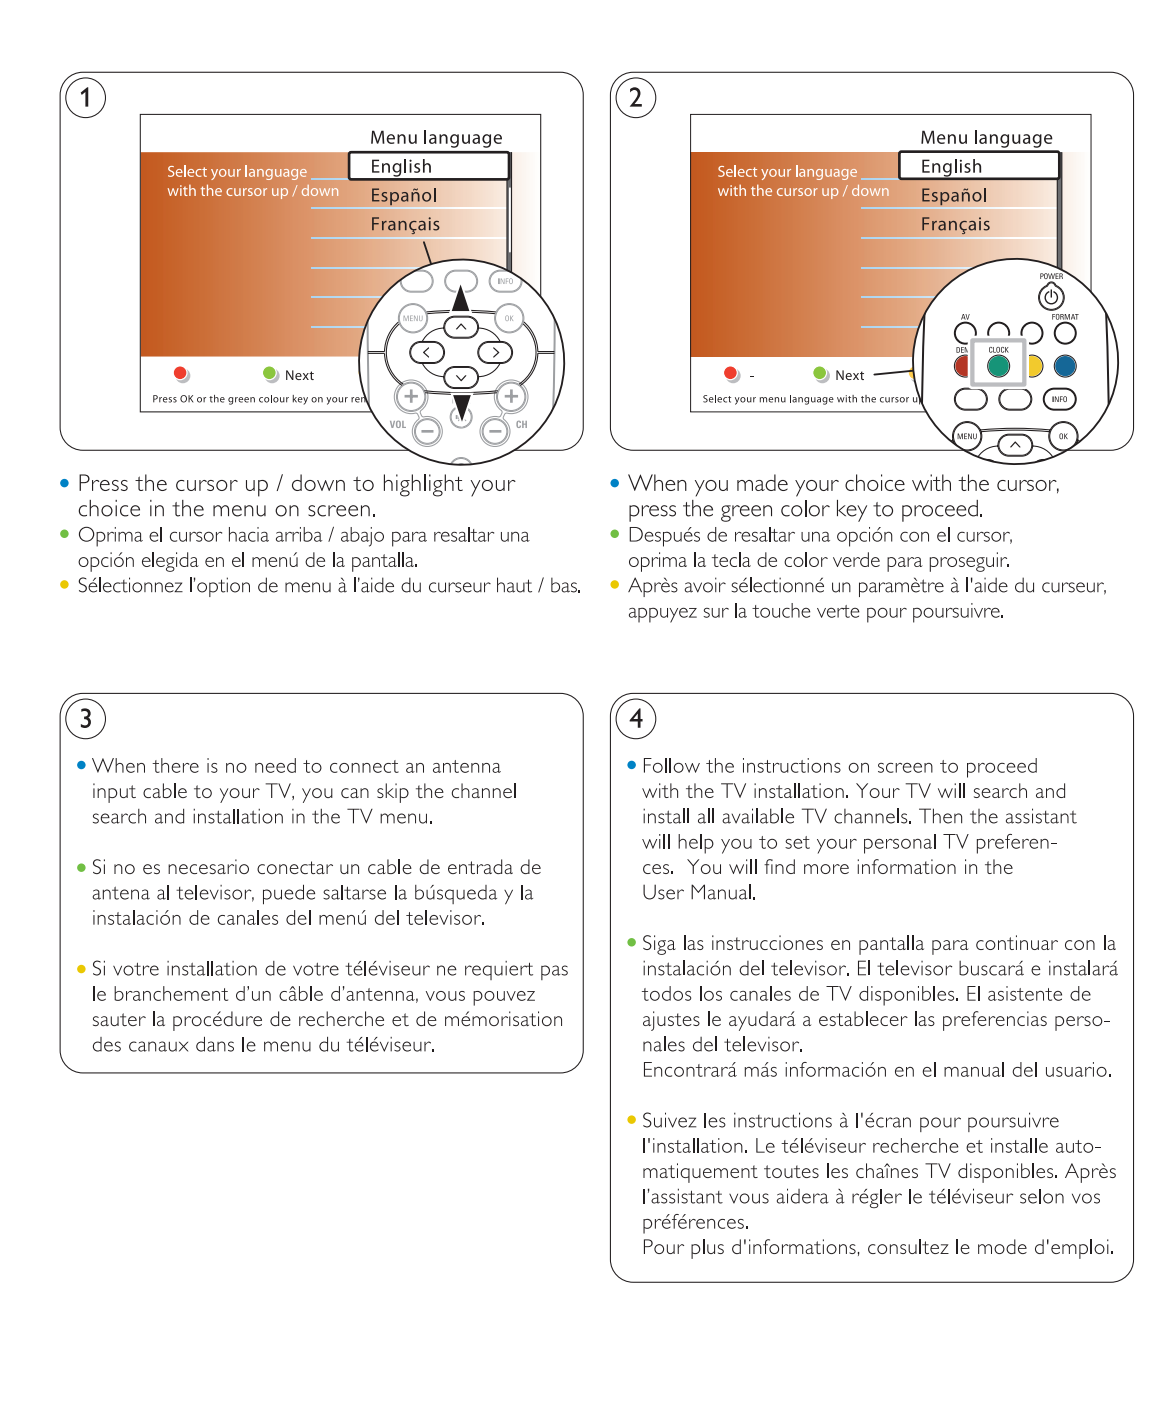 1
Menu language
Select your language
with the cursor up / down
English
Español
Français
INFO
MENU
OK
Next
Press OK or the green colour key on your
VOL
CH
• Press the cursor up / down to highlight your
choice in the menu on screen.
• Oprima el cursor hacia arriba / abajo para resaltar una
opción elegida en el menú de la pantalla.
• Sélectionnez l'option de menu à l'aide du curseur haut / bas.
2
Menu language
Select your language
with the cursor up / down
English
Español
Français
POWER
AV
FORMAT
CLOCK
- Next
INFO
Select your menu language with the cursor
MENU
OK
• When you made your choice with the cursor,
press the green color key to proceed.
• Después de resaltar una opción con el cursor,
oprima la tecla de color verde para proseguir.
• Après avoir sélectionné un paramètre à l'aide du curseur,
appuyez sur la touche verte pour poursuivre.
3
• When there is no need to connect an antenna
input cable to your TV, you can skip the channel
search and installation in the TV menu.
• Si no es necesario conectar un cable de entrada de
antena al televisor, puede saltarse la búsqueda y la
instalación de canales del menú del televisor.
• Si votre installation de votre téléviseur ne requiert pas
le branchement d'un câble d'antenna, vous pouvez
sauter la procédure de recherche et de mémorisation
des canaux dans le menu du téléviseur.
4
• Follow the instructions on screen to proceed
with the TV installation. Your TV will search and
install all available TV channels. Then the assistant
will help you to set your personal TV preferen-
ces. You will find more information in the
User Manual.
• Siga las instrucciones en pantalla para continuar con la
instalación del televisor. El televisor buscará e instalará
todos los canales de TV disponibles. El asistente de
ajustes le ayudará a establecer las preferencias perso-
nales del televisor.
Encontrará más información en el manual del usuario.
• Suivez les instructions à l'écran pour poursuivre
l'installation. Le téléviseur recherche et installe auto-
matiquement toutes les chaînes TV disponibles. Après
l'assistant vous aidera à régler le téléviseur selon vos
préférences.
Pour plus d'informations, consultez le mode d'emploi.